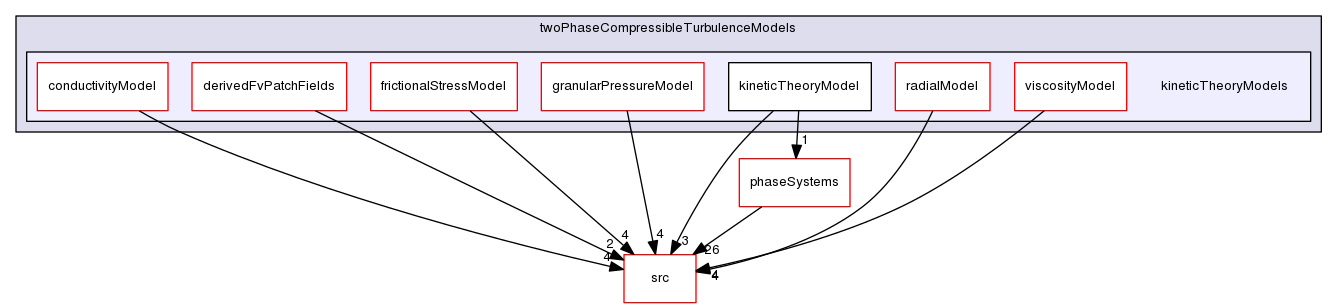 twoPhaseCompressibleTurbulenceModels
conductivityModel
derivedFvPatchFields
frictionalStressModel
granularPressureModel
kineticTheoryModel
radialModel
viscosityModel
kineticTheoryModels
1
phaseSystems
4
2
4
4
3
26
4
4
src